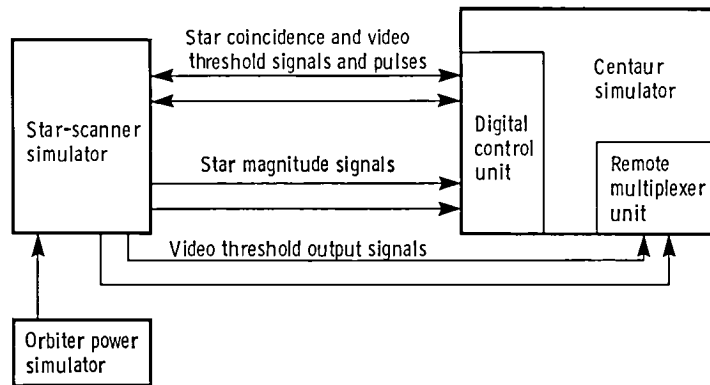 Star coincidence and video
threshold signals and pulses
Centaur
simulator
Star-scanner
simulator
Digital
control
unit
Star magnitude signals
Remote
multiplexer
unit
Video threshold output signals
Orbiter power
simulator